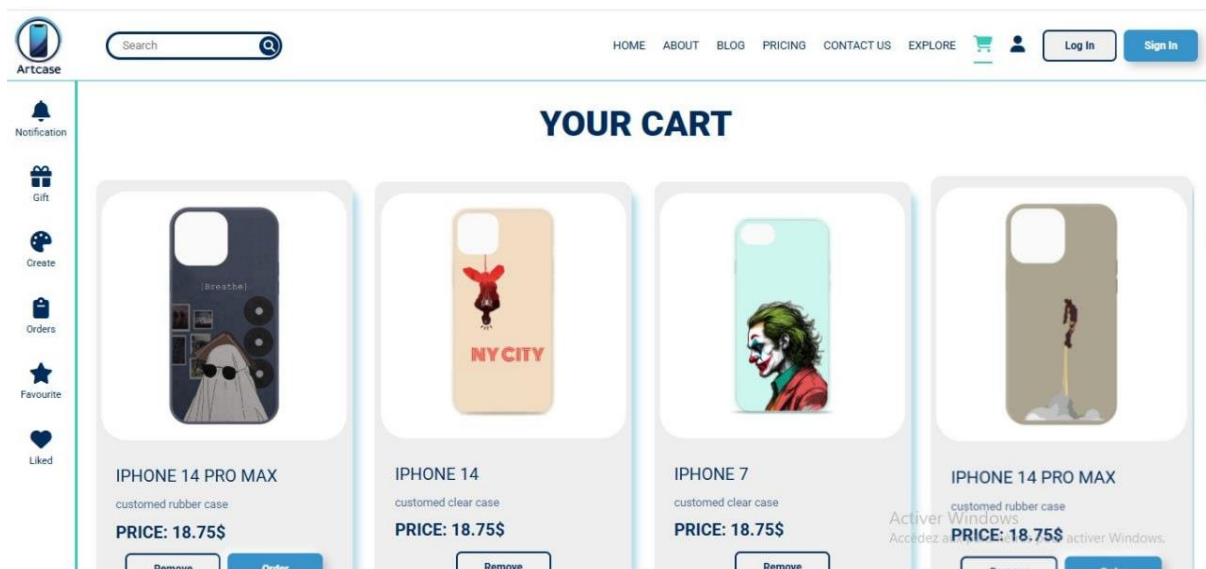 Artcase
Search
HOME ABOUT BLOG PRICING CONTACT US EXPLORE Log In Sign In
Notification
Gift
Create
Orders
Favourite
Liked
YOUR CART
[Breathe]
IPHONE 14 PRO MAX
customed rubber case
PRICE: 18.75$
Remove Order
NY CITY
IPHONE 14
customed clear case
PRICE: 18.75$
Remove
IPHONE 7
customed clear case
PRICE: 18.75$
Remove
IPHONE 14 PRO MAX
customed rubber case
PRICE: 18.75$
Activer Windows
activer Windows.